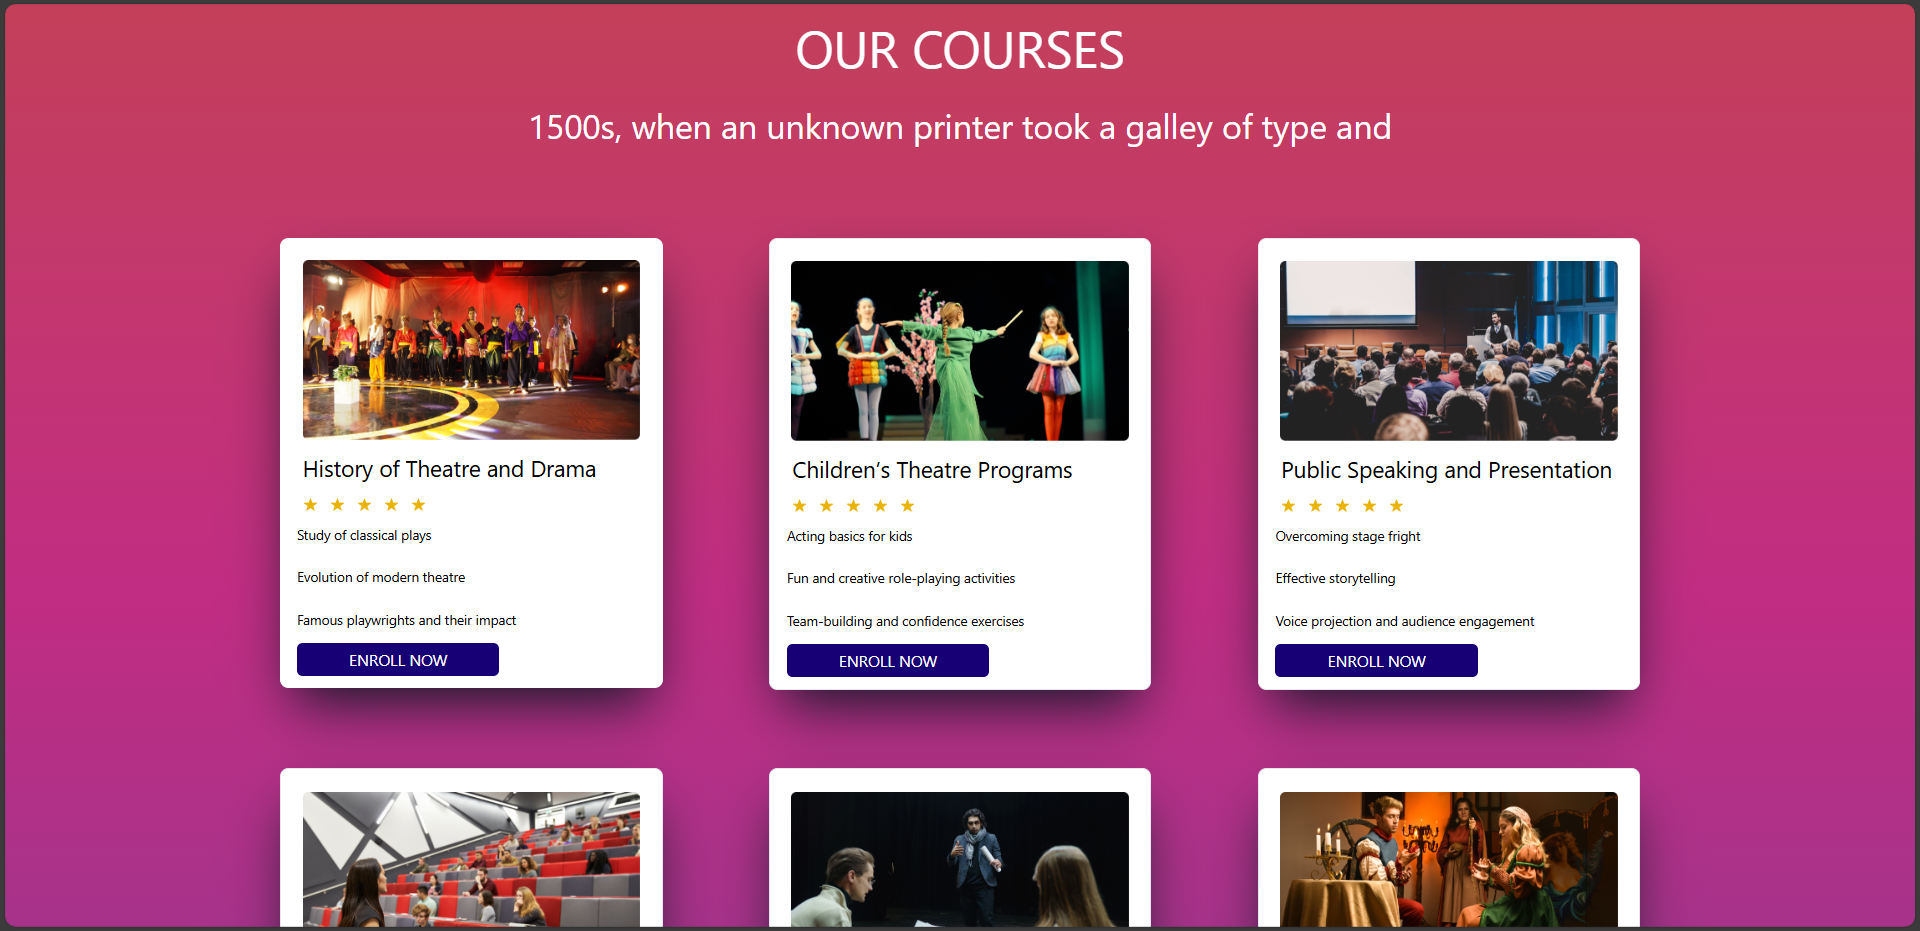 OUR COURSES
1500s, when an unknown printer took a galley of type and
History of Theatre and Drama
★ ★ ★ ★ ★
Study of classical plays
Evolution of modern theatre
Famous playwrights and their impact
ENROLL NOW
Children’s Theatre Programs
★ ★ ★ ★ ★
Acting basics for kids
Fun and creative role-playing activities
Team-building and confidence exercises
ENROLL NOW
Public Speaking and Presentation
★ ★ ★ ★ ★
Overcoming stage fright
Effective storytelling
Voice projection and audience engagement
ENROLL NOW